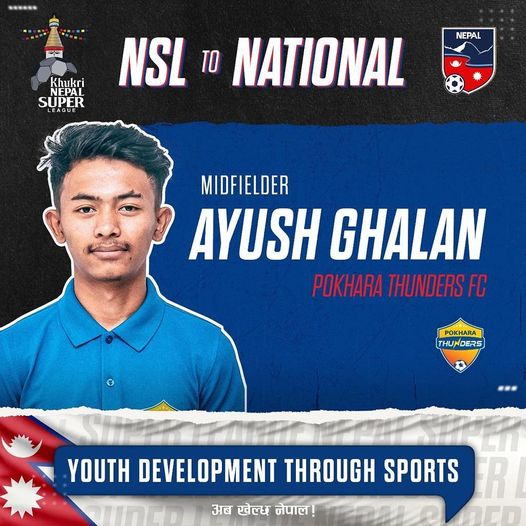 Khukri
NEPAL
SUPER
LEAGUE
NSL TO NATIONAL
NEPAL
MIDFIELDER
AYUSH GHALAN
POKHARA THUNDERS FC
POKHARA
THUNDERS
YOUTH DEVELOPMENT THROUGH SPORTS
अब खेल्छ नेपाल!